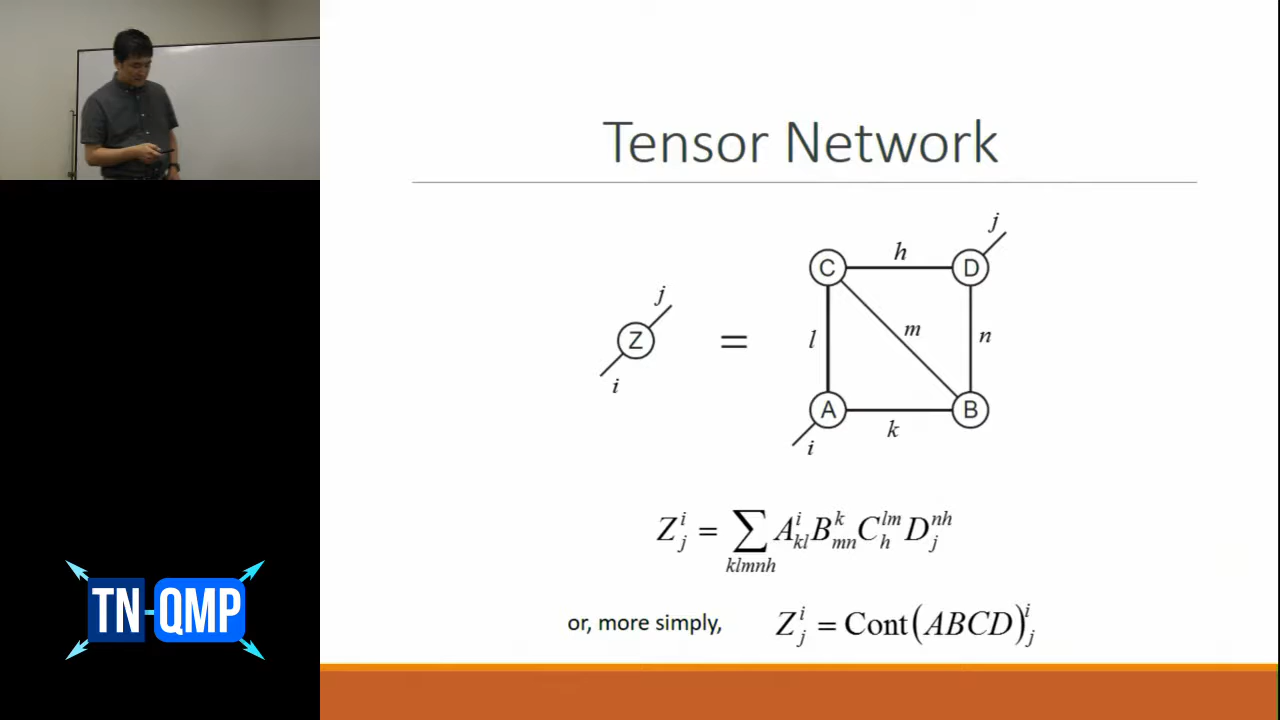 Tensor Network
j
C h D
j
Z = l m n
i
A k B
i
Z^i_j = \sum_{klmnh} A^i_{kl} B^k_{mn} C^{lm}_h D^{nh}_j
or, more simply, Z^i_j = Cont(ABCD)^i_j
TN-QMP